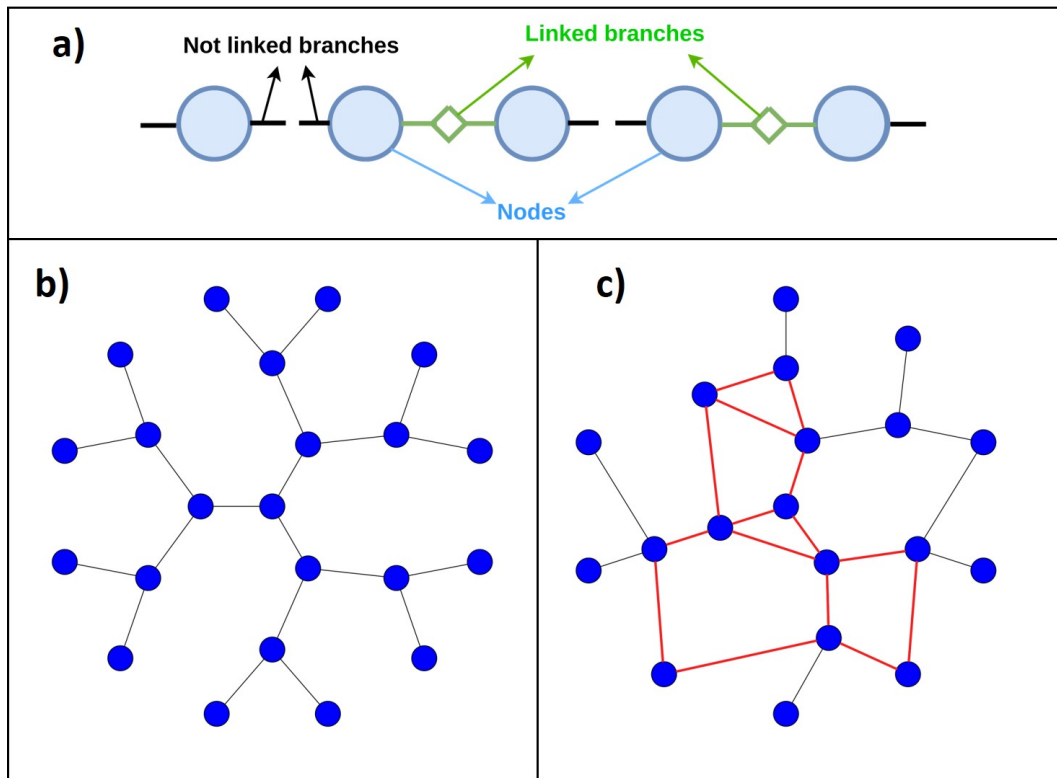 a)
Not linked branches
Linked branches
Nodes
b)
c)